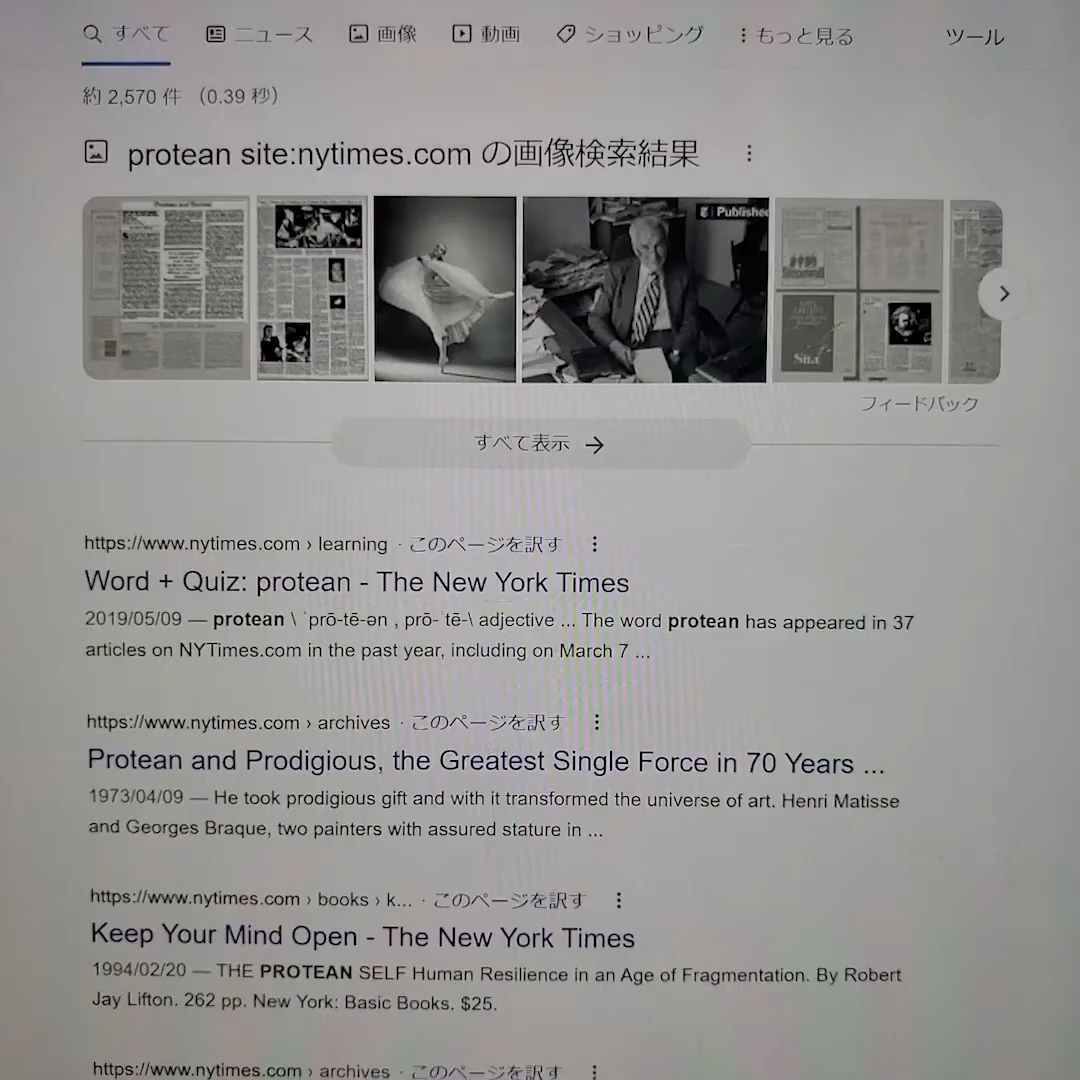 すべて ニュース 画像 動画 ショッピング もっと見る ツール
約 2,570 件 (0.39 秒)
protean site:nytimes.com の画像検索結果
Published
Sita
フィードバック
すべて表示 →
https://www.nytimes.com › learning · このページを訳す
Word + Quiz: protean - The New York Times
2019/05/09 — protean \ ˈprō-tē-ən , prō-ˈtē-\ adjective ... The word protean has appeared in 37
articles on NYTimes.com in the past year, including on March 7 ...
https://www.nytimes.com › archives · このページを訳す
Protean and Prodigious, the Greatest Single Force in 70 Years ...
1973/04/09 — He took prodigious gift and with it transformed the universe of art. Henri Matisse
and Georges Braque, two painters with assured stature in ...
https://www.nytimes.com › books › k... · このページを訳す
Keep Your Mind Open - The New York Times
1994/02/20 — THE PROTEAN SELF Human Resilience in an Age of Fragmentation. By Robert
Jay Lifton. 262 pp. New York: Basic Books. $25.
https://www.nytimes.com › archives · このページを訳す